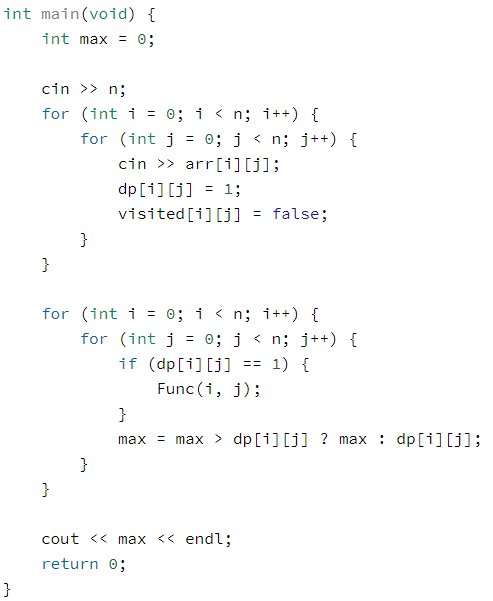 int main(void) {
    int max = 0;

    cin >> n;
    for (int i = 0; i < n; i++) {
        for (int j = 0; j < n; j++) {
            cin >> arr[i][j];
            dp[i][j] = 1;
            visited[i][j] = false;
        }
    }

    for (int i = 0; i < n; i++) {
        for (int j = 0; j < n; j++) {
            if (dp[i][j] == 1) {
                Func(i, j);
            }
            max = max > dp[i][j] ? max : dp[i][j];
        }
    }

    cout << max << endl;
    return 0;
}